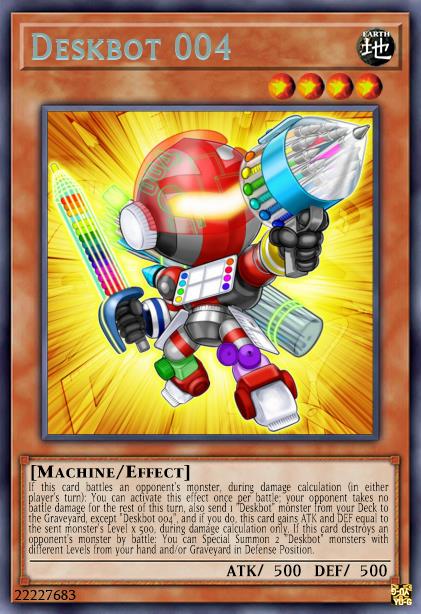 DESKBOT 004
EARTH
地
[MACHINE/EFFECT]
If this card battles an opponent's monster, during damage calculation (in either
player's turn): You can activate this effect once per battle; your opponent takes no
battle damage for the rest of this turn, also send 1 "Deskbot" monster from your Deck to
the Graveyard, except "Deskbot 004", and if you do, this card gains ATK and DEF equal to
the sent monster's Level x 500, during damage calculation only. If this card destroys an
opponent's monster by battle: You can Special Summon 2 "Deskbot" monsters with
different Levels from your hand and/or Graveyard in Defense Position.
ATK/ 500 DEF/ 500
22227683